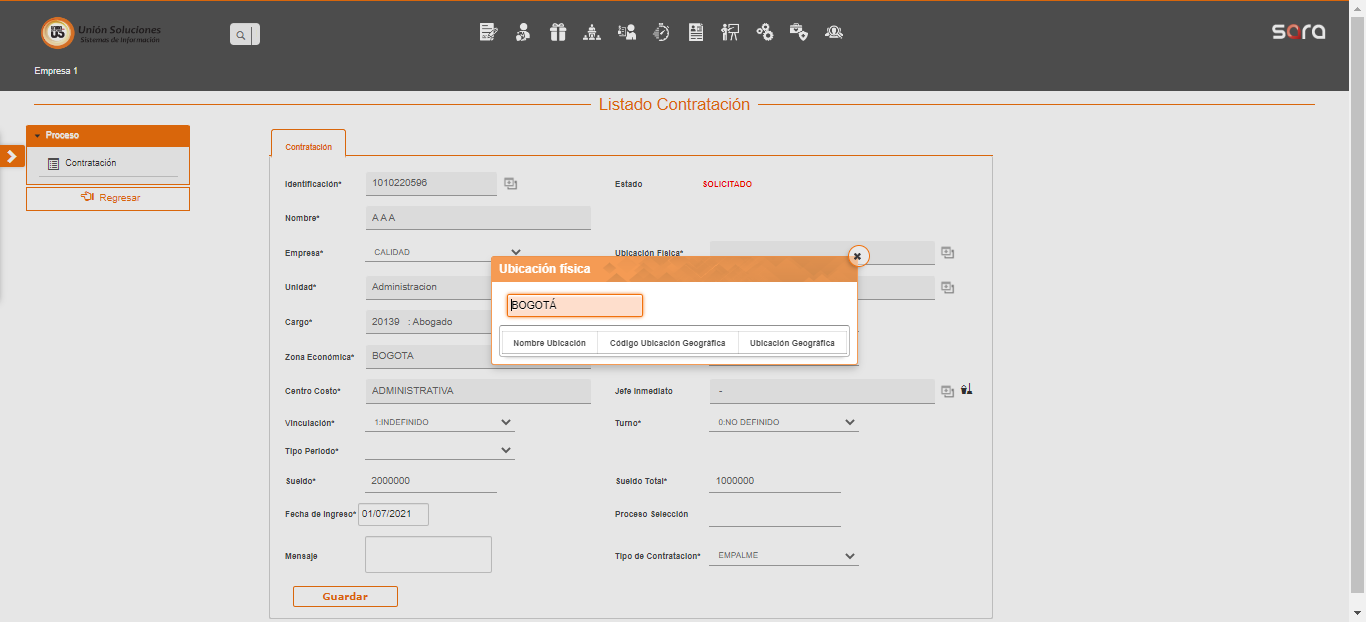 Unión Soluciones
Sistemas de Información
sora
Empresa 1
Listado Contratación
Proceso
Contratación
Regresar
Contratación
Identificación* 1010220596 Estado SOLICITADO
Nombre* A A A
Empresa* CALIDAD Ubicación Física*
Ubicación física
Unidad* Administracion
BOGOTÁ
Cargo* 20139 : Abogado
Nombre Ubicación Código Ubicación Geográfica Ubicación Geográfica
Zona Económica* BOGOTA
Centro Costo* ADMINISTRATIVA Jefe Inmediato -
Vinculación* 1:INDEFINIDO Turno* 0:NO DEFINIDO
Tipo Periodo*
Sueldo* 2000000 Sueldo Total* 1000000
Fecha de Ingreso* 01/07/2021 Proceso Selección
Mensaje Tipo de Contratacion* EMPALME
Guardar